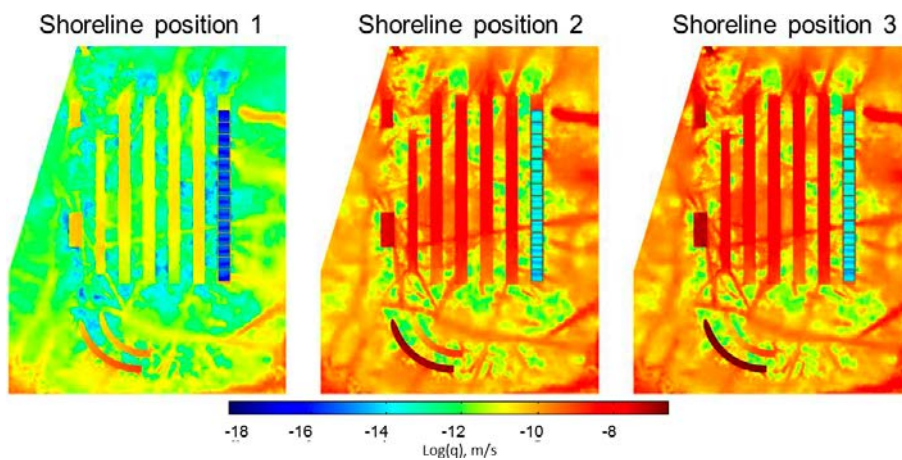 Shoreline position 1
Shoreline position 2
Shoreline position 3
-18 -16 -14 -12 -10 -8
Log(q), m/s